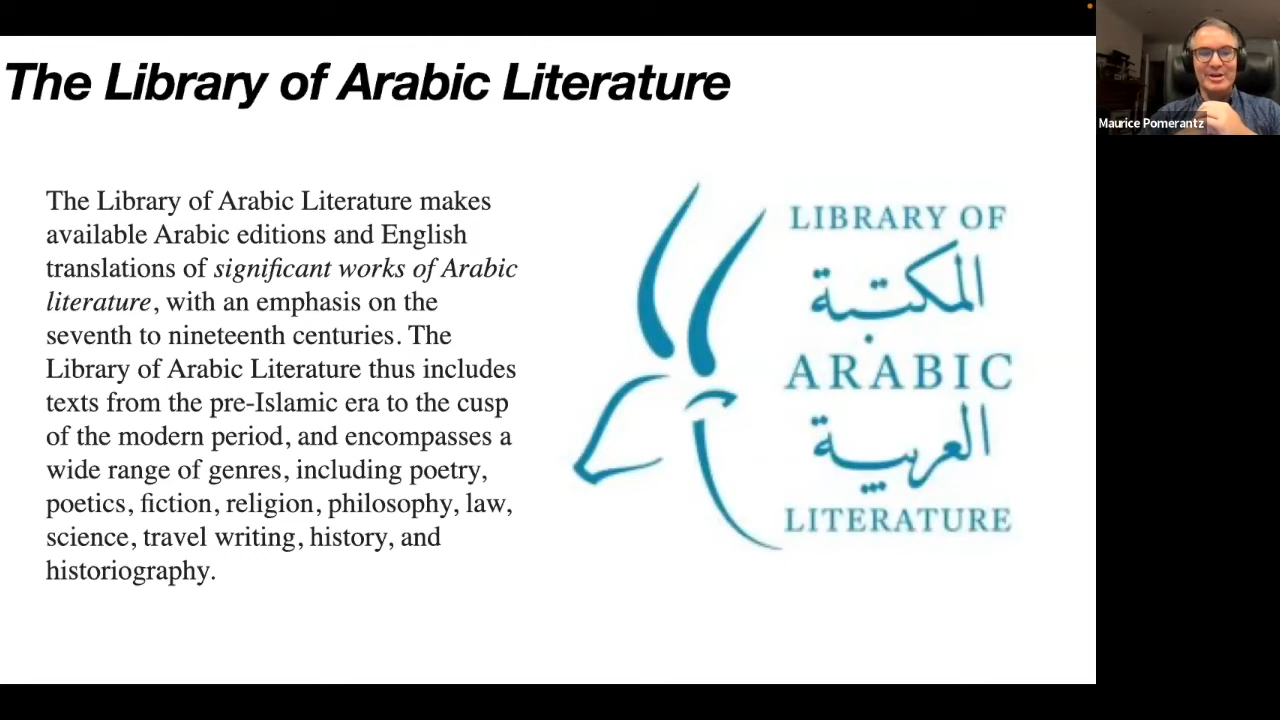 The Library of Arabic Literature
The Library of Arabic Literature makes
available Arabic editions and English
translations of significant works of Arabic
literature, with an emphasis on the
seventh to nineteenth centuries. The
Library of Arabic Literature thus includes
texts from the pre-Islamic era to the cusp
of the modern period, and encompasses a
wide range of genres, including poetry,
poetics, fiction, religion, philosophy, law,
science, travel writing, history, and
historiography.
LIBRARY OF
المكتبة
ARABIC
العربية
LITERATURE
Maurice Pomerantz